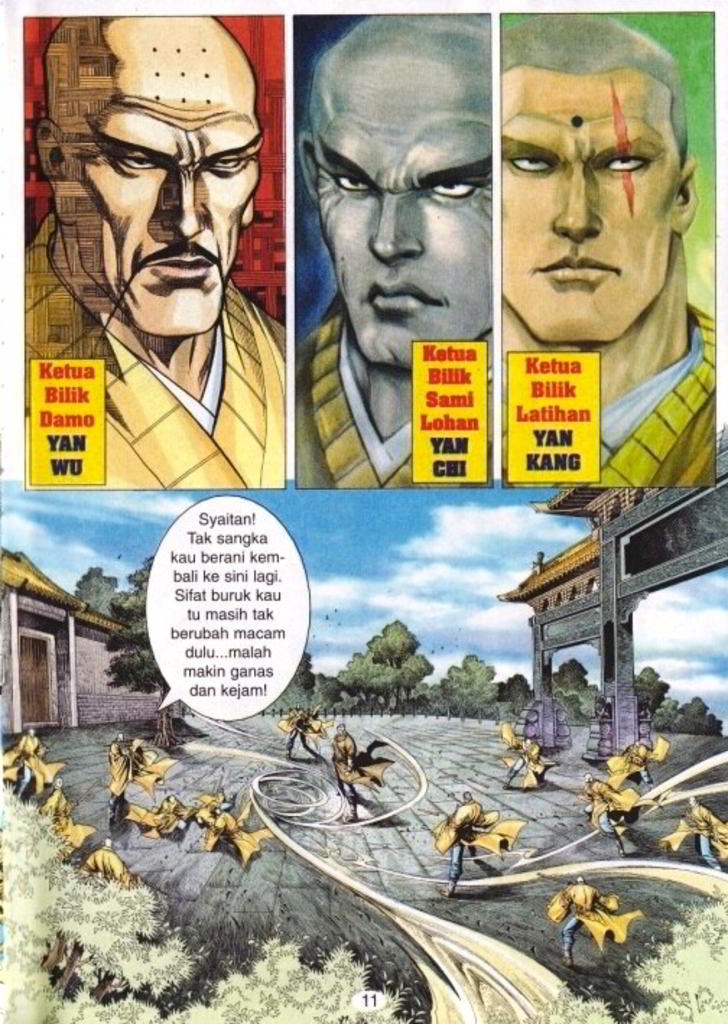 Ketua
Bilik
Damo
YAN
WU
Ketua
Bilik
Sami
Lohan
YAN
CHI
Ketua
Bilik
Latihan
YAN
KANG
Syaitan!
Tak sangka
kau berani kem-
bali ke sini lagi.
Sifat buruk kau
tu masih tak
berubah macam
dulu...malah
makin ganas
dan kejam!
11